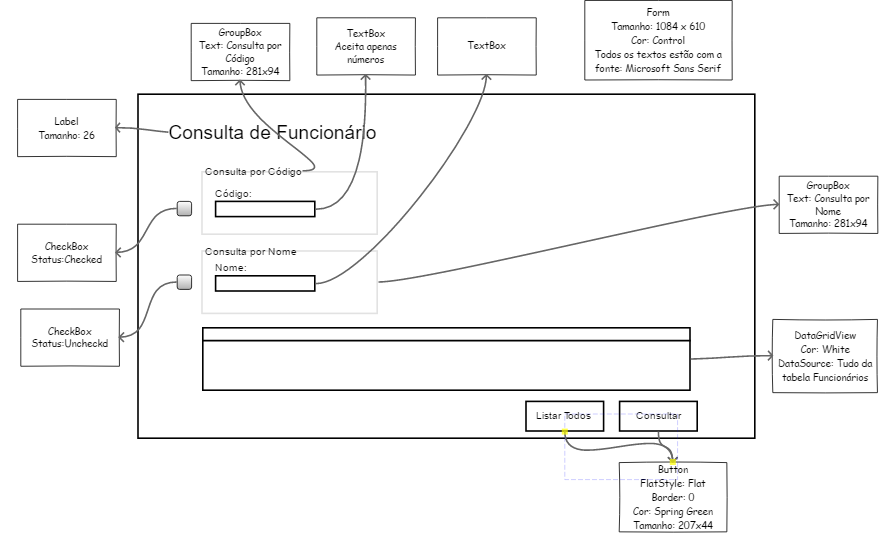 Form
Tamanho: 1084 x 610
Cor: Control
Todos os textos estão com a
fonte: Microsoft Sans Serif
GroupBox
Text: Consulta por
Código
Tamanho: 281x94
TextBox
Aceita apenas
números
TextBox
Label
Tamanho: 26
Consulta de Funcionário
Consulta por Código
Código:
GroupBox
Text: Consulta por
Nome
Tamanho: 281x94
CheckBox
Status:Checked
Consulta por Nome
Nome:
CheckBox
Status:Uncheckd
DataGridView
Cor: White
DataSource: Tudo da
tabela Funcionários
Listar Todos
Consultar
Button
FlatStyle: Flat
Border: 0
Cor: Spring Green
Tamanho: 207x44